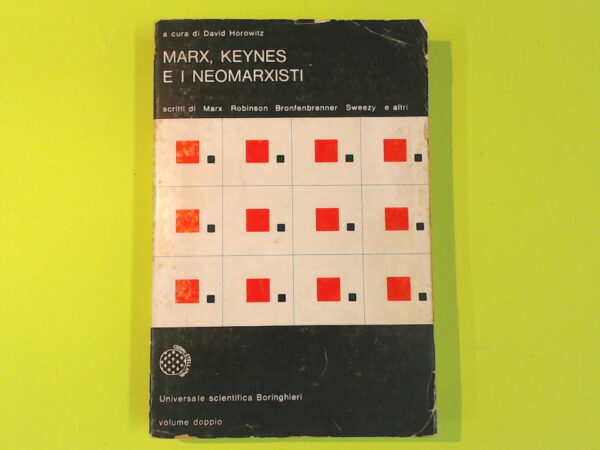 a cura di David Horowitz
MARX, KEYNES
E I NEOMARXISTI
scritti di Marx Robinson Bronfenbrenner Sweezy e altri
Universale scientifica Boringhieri
volume doppio